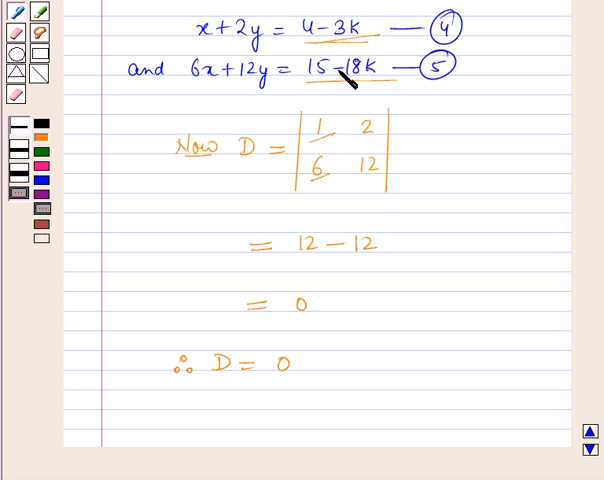 x + 2y = 4 - 3k — 4
and 6x + 12y = 15 - 18k — 5
Now D = | 1 2 |
| 6 12 |
= 12 - 12
= 0
∴ D = 0